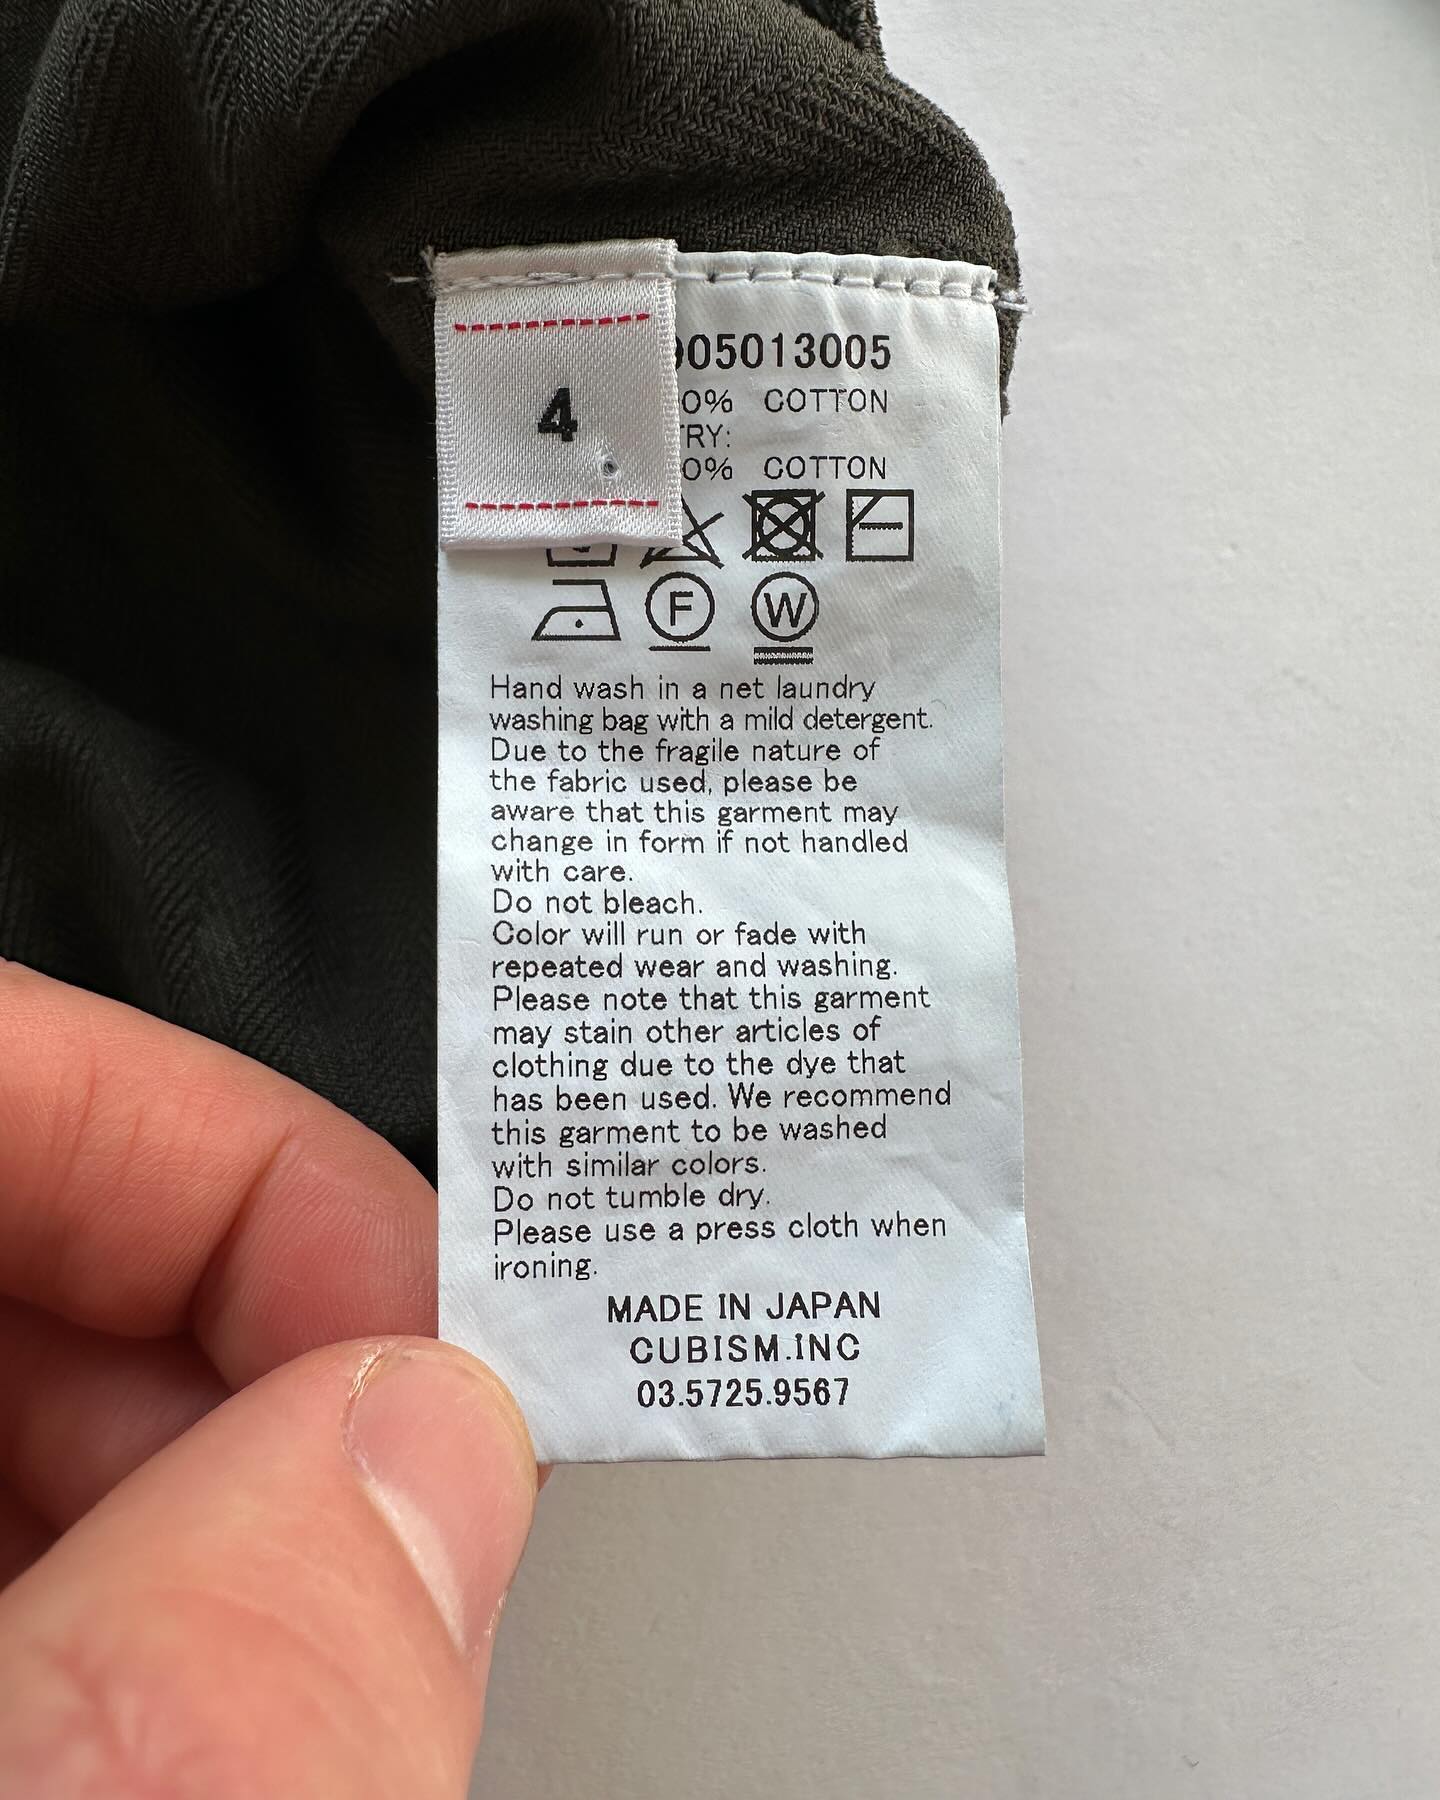 4
05013005
0% COTTON
TRY:
0% COTTON
F W
Hand wash in a net laundry
washing bag with a mild detergent.
Due to the fragile nature of
the fabric used, please be
aware that this garment may
change in form if not handled
with care.
Do not bleach.
Color will run or fade with
repeated wear and washing.
Please note that this garment
may stain other articles of
clothing due to the dye that
has been used. We recommend
this garment to be washed
with similar colors.
Do not tumble dry.
Please use a press cloth when
ironing.
MADE IN JAPAN
CUBISM.INC
03.5725.9567